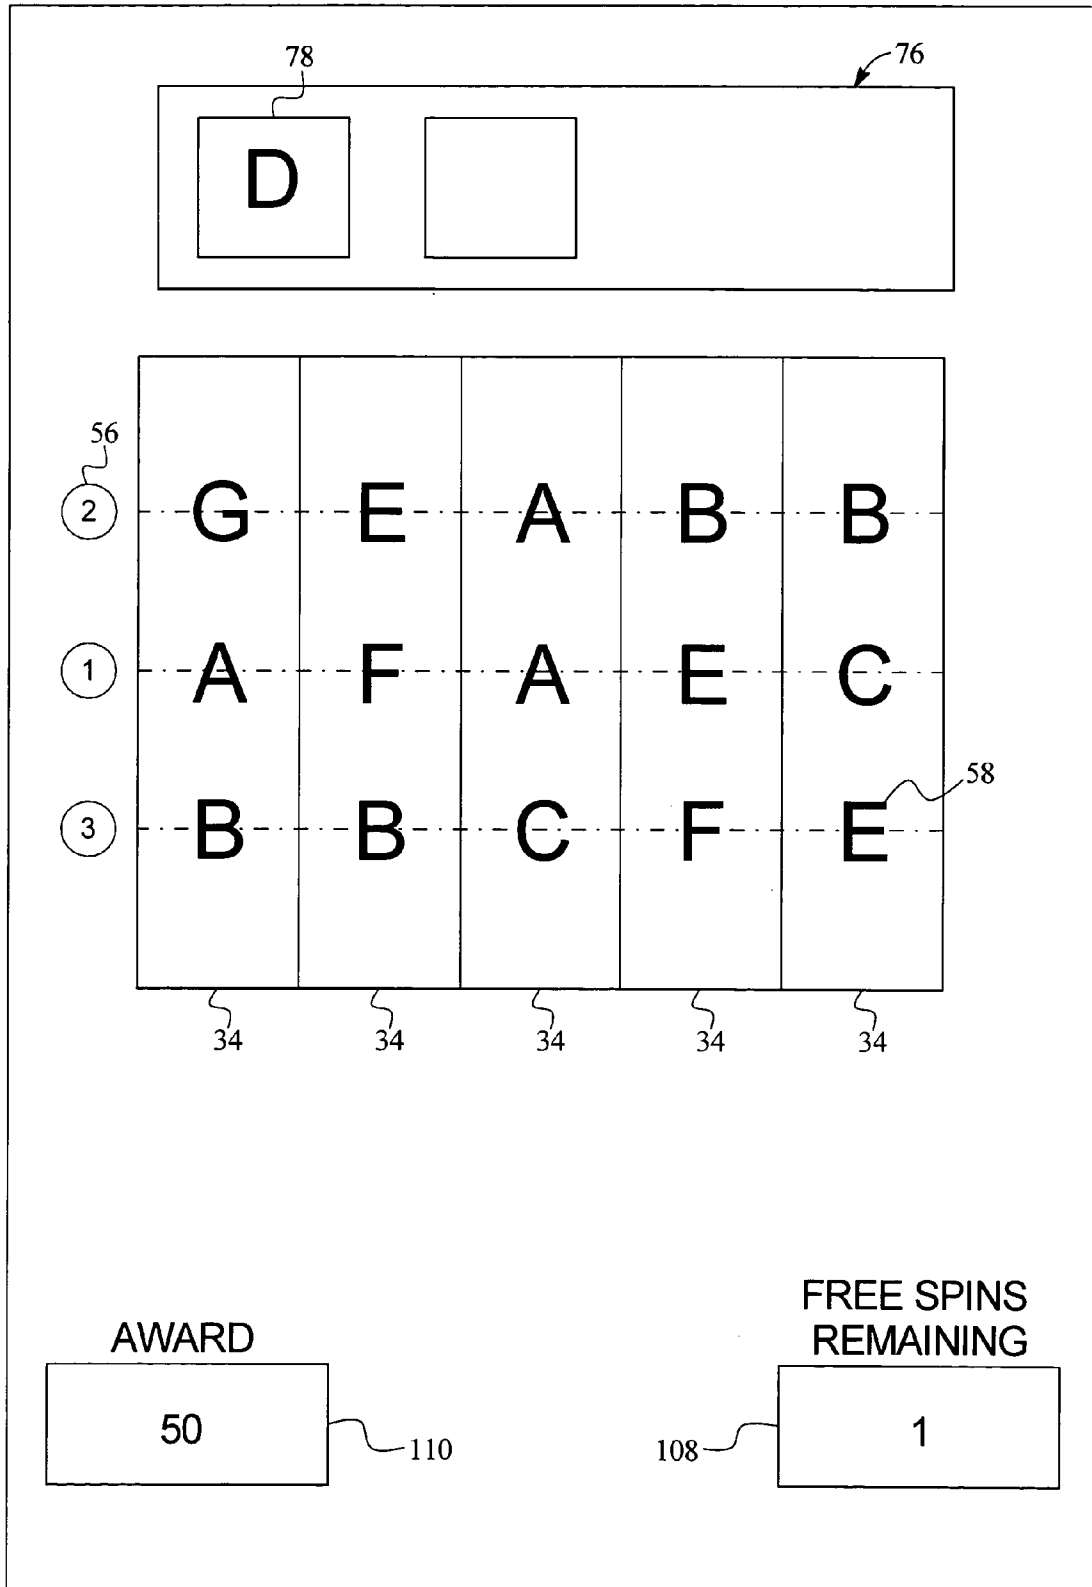 78
76
D
56
2 G E A B B
1 A F A E C
58
3 B B C F E
34 34 34 34 34
FREE SPINS
REMAINING
AWARD
50
110
108
1